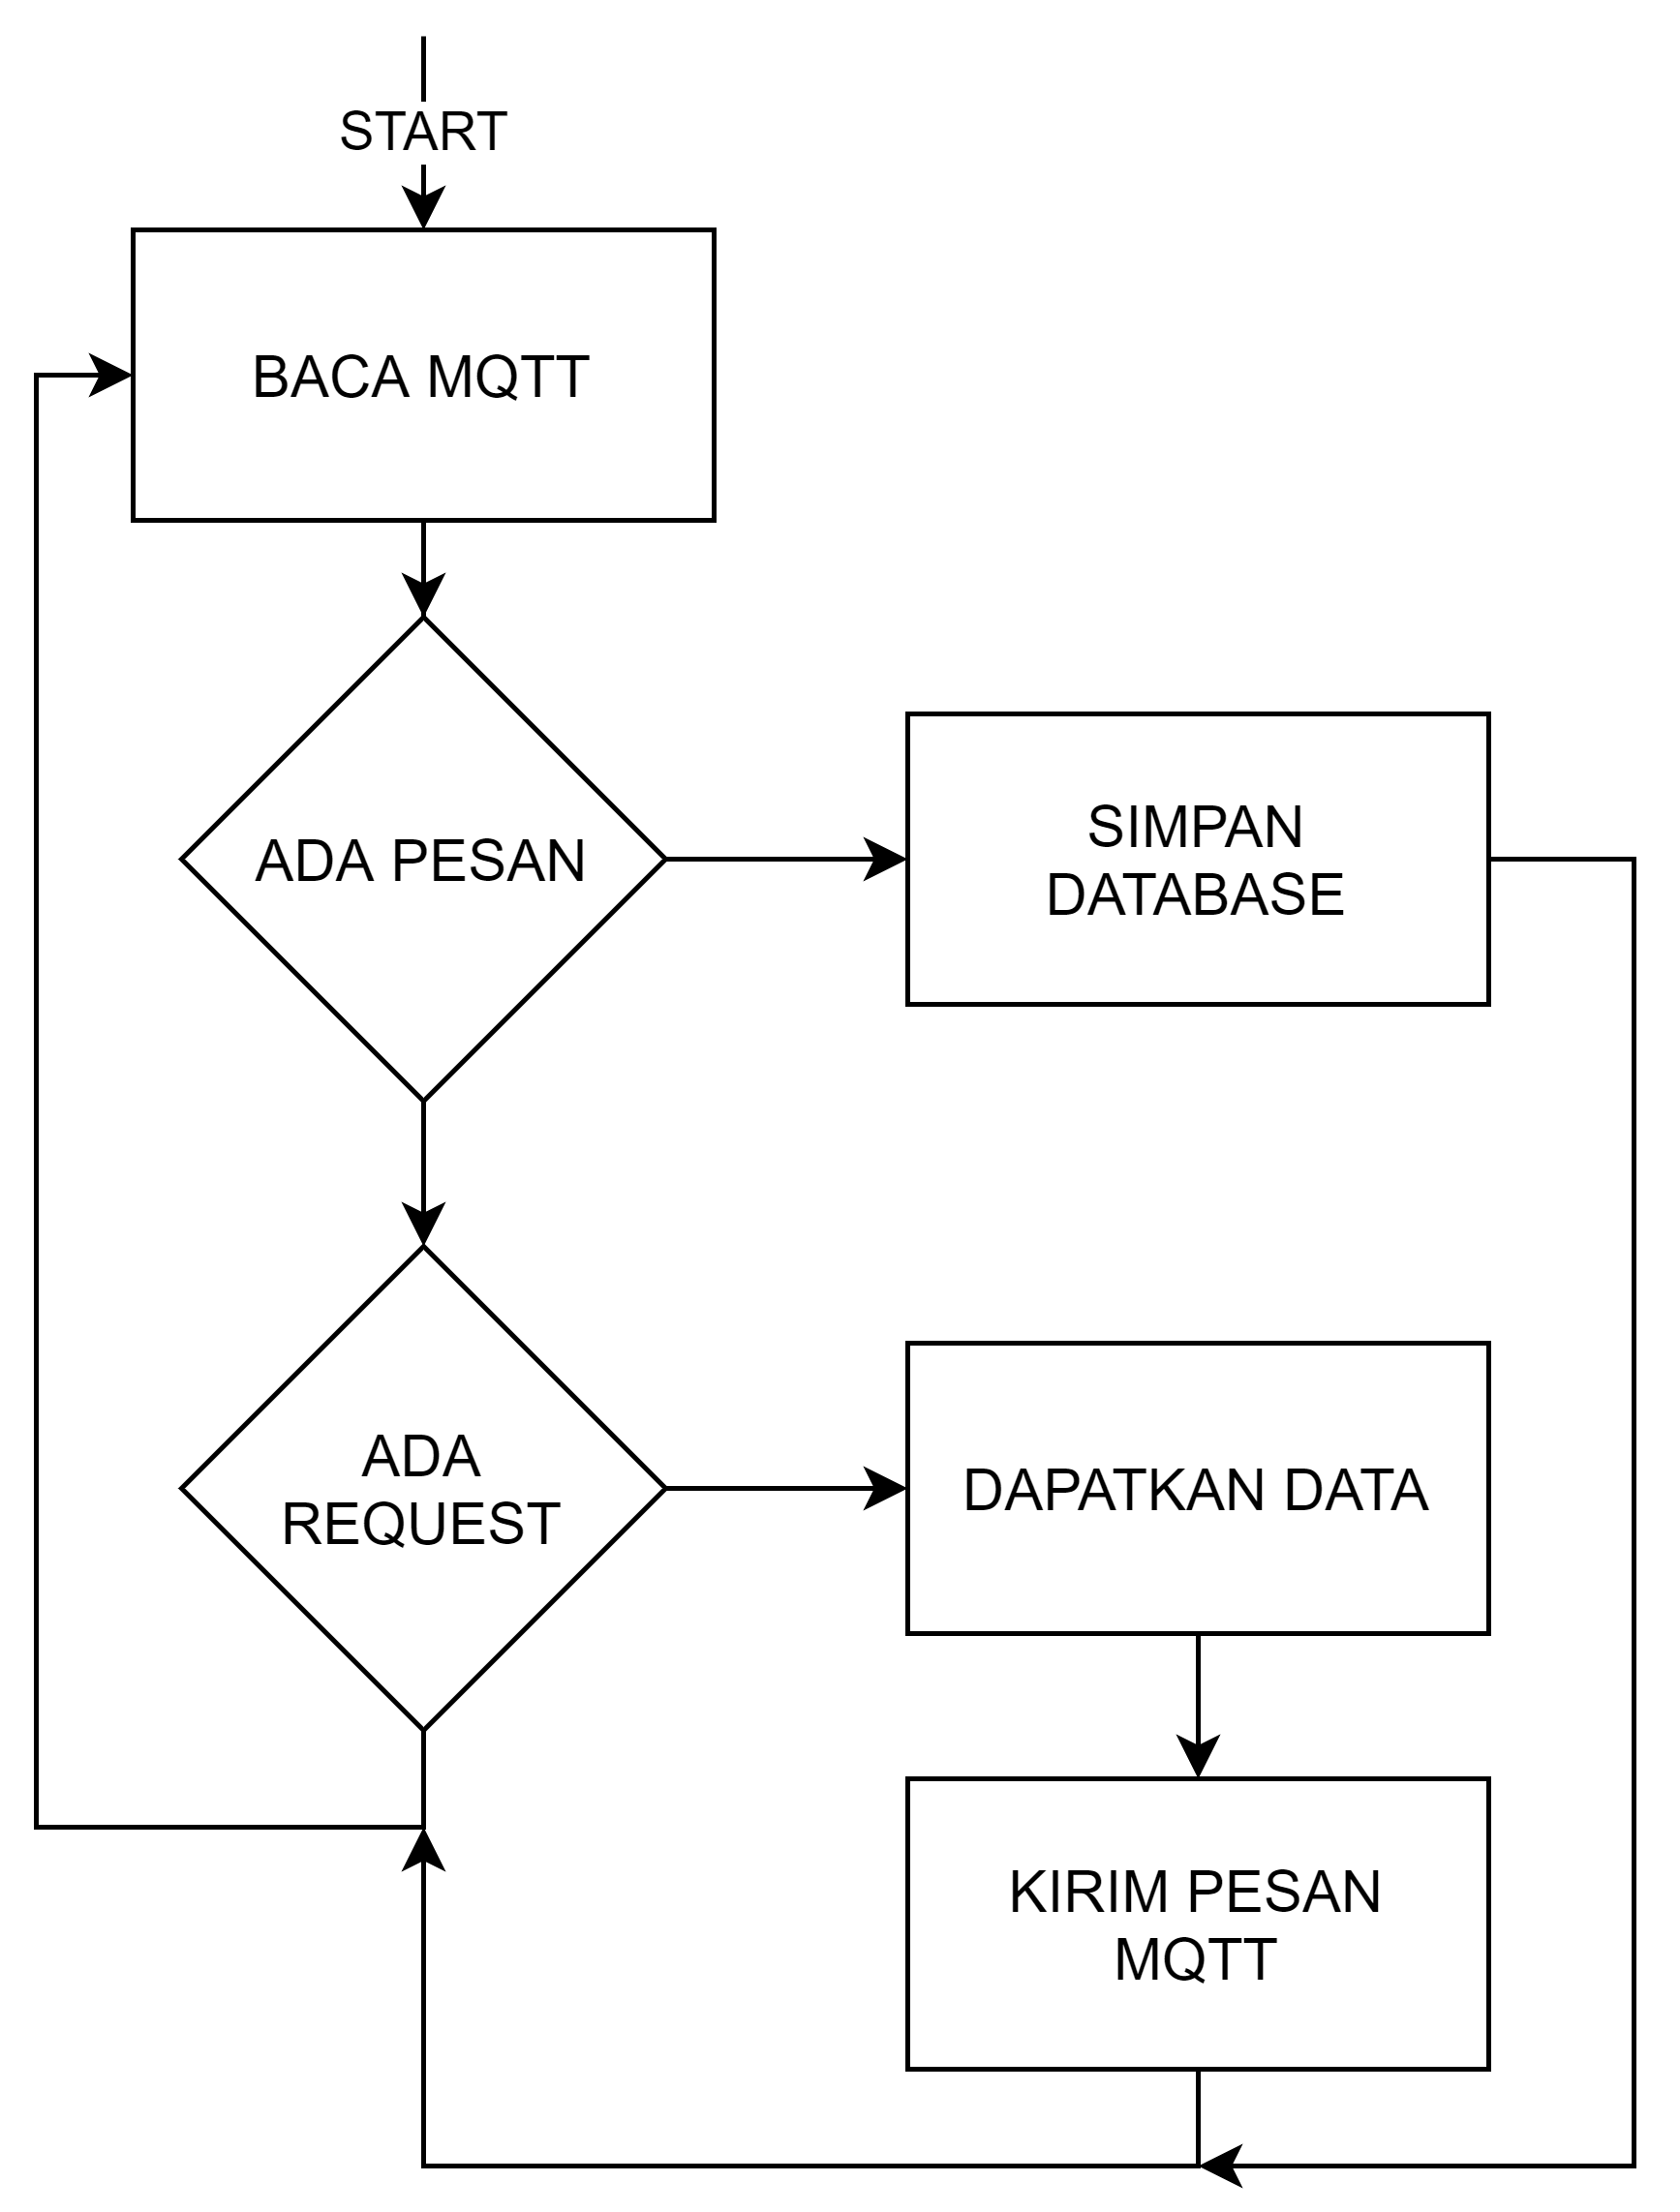 START
BACA MQTT
ADA PESAN
SIMPAN
DATABASE
ADA
REQUEST
DAPATKAN DATA
KIRIM PESAN
MQTT